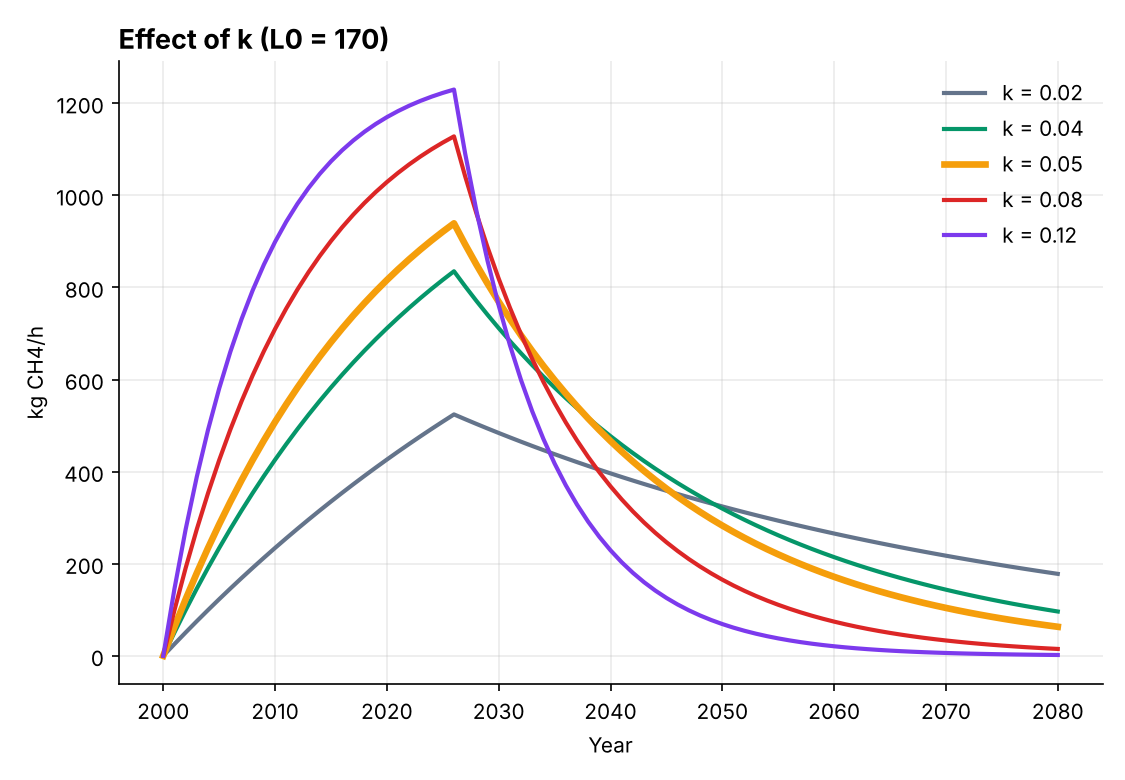 Effect of k (L0 = 170)
kg CH4/h
1200
1000
800
600
400
200
0
k = 0.02
k = 0.04
k = 0.05
k = 0.08
k = 0.12
2000 2010 2020 2030 2040 2050 2060 2070 2080
Year